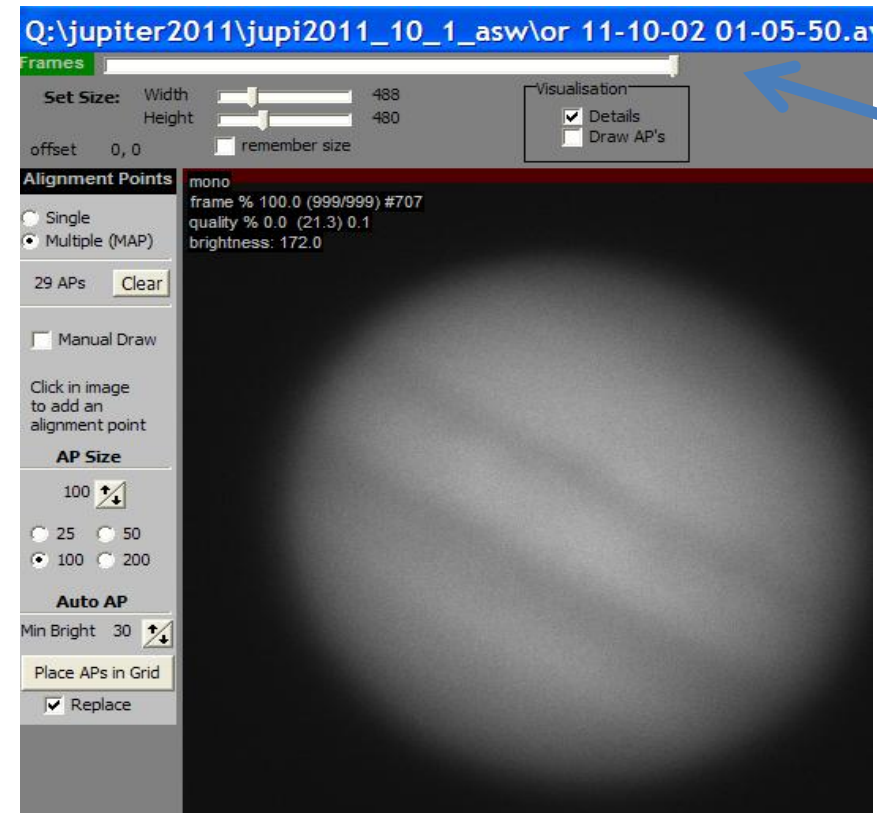 Q:\jupiter2011\jupi2011_10_1_asw\or 11-10-02 01-05-50.av
Frames
Set Size: Width 488
Height 480
offset 0, 0
remember size
Visualisation
Details
Draw AP's
Alignment Points
Single
Multiple (MAP)
29 APs Clear
Manual Draw
Click in image
to add an
alignment point
AP Size
100
25 50
100 200
Auto AP
Min Bright 30
Place APs in Grid
Replace
mono
frame % 100.0 (999/999) #707
quality % 0.0 (21.3) 0.1
brightness: 172.0